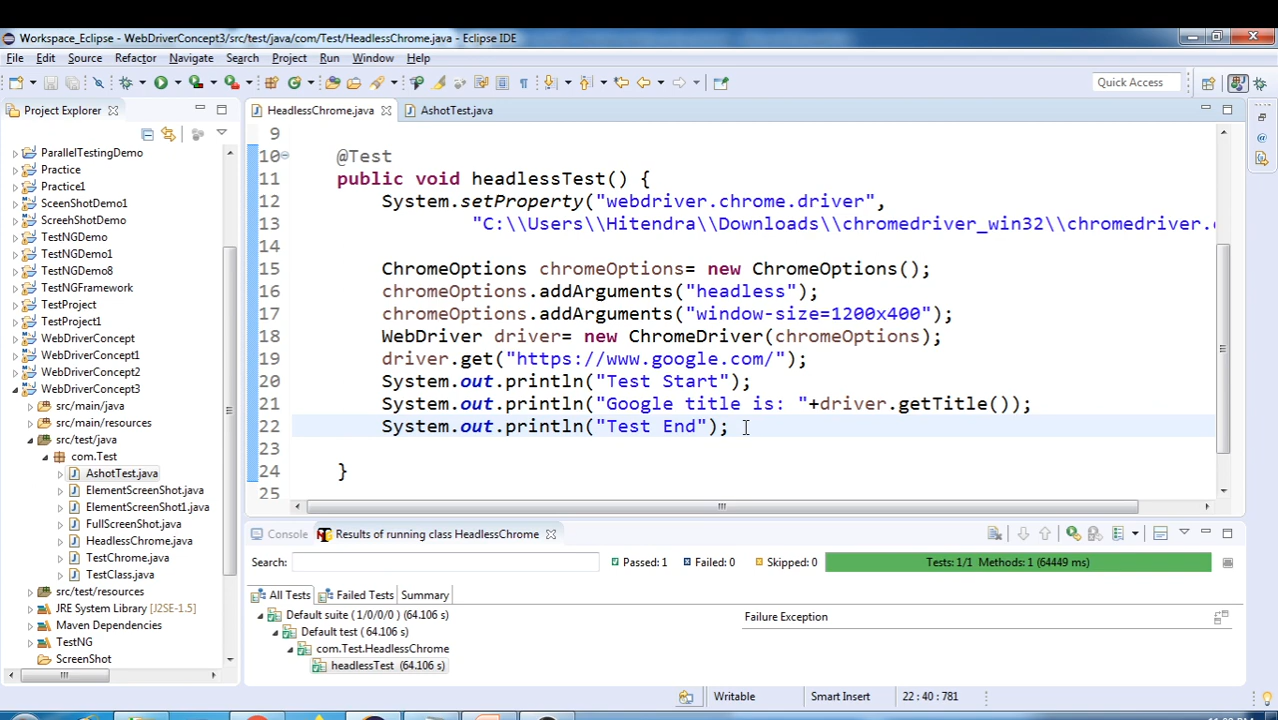 Workspace_Eclipse - WebDriverConcept3/src/test/java/com/Test/HeadlessChrome.java - Eclipse IDE
File Edit Source Refactor Navigate Search Project Run Window Help
Quick Access
Project Explorer
ParallelTestingDemo
Practice
Practice1
SceenShotDemo1
ScreehShotDemo
TestNGDemo
TestNGDemo1
TestNGDemo8
TestNGFramework
TestProject
TestProject1
WebDriverConcept
WebDriverConcept1
WebDriverConcept2
WebDriverConcept3
src/main/java
src/main/resources
src/test/java
com.Test
AshotTest.java
ElementScreenShot.java
ElementScreenShot1.java
FullScreenShot.java
HeadlessChrome.java
TestChrome.java
TestClass.java
src/test/resources
JRE System Library [J2SE-1.5]
Maven Dependencies
TestNG
ScreenShot
HeadlessChrome.java AshotTest.java
9
10 @Test
11 public void headlessTest() {
12 System.setProperty("webdriver.chrome.driver",
13 "C:\\Users\\Hitendra\\Downloads\\chromedriver_win32\\chromedriver.
14
15 ChromeOptions chromeOptions= new ChromeOptions();
16 chromeOptions.addArguments("headless");
17 chromeOptions.addArguments("window-size=1200x400");
18 WebDriver driver= new ChromeDriver(chromeOptions);
19 driver.get("https://www.google.com/");
20 System.out.println("Test Start");
21 System.out.println("Google title is: "+driver.getTitle());
22 System.out.println("Test End");
23
24 }
25
Console Results of running class HeadlessChrome
Search: Passed: 1 Failed: 0 Skipped: 0 Tests: 1/1 Methods: 1 (64449 ms)
All Tests Failed Tests Summary
Default suite ( 1/0/0/0 ) (64.106 s)
Default test ( 64.106 s)
com.Test.HeadlessChrome
headlessTest (64.106 s)
Failure Exception
Writable Smart Insert 22 : 40 : 781